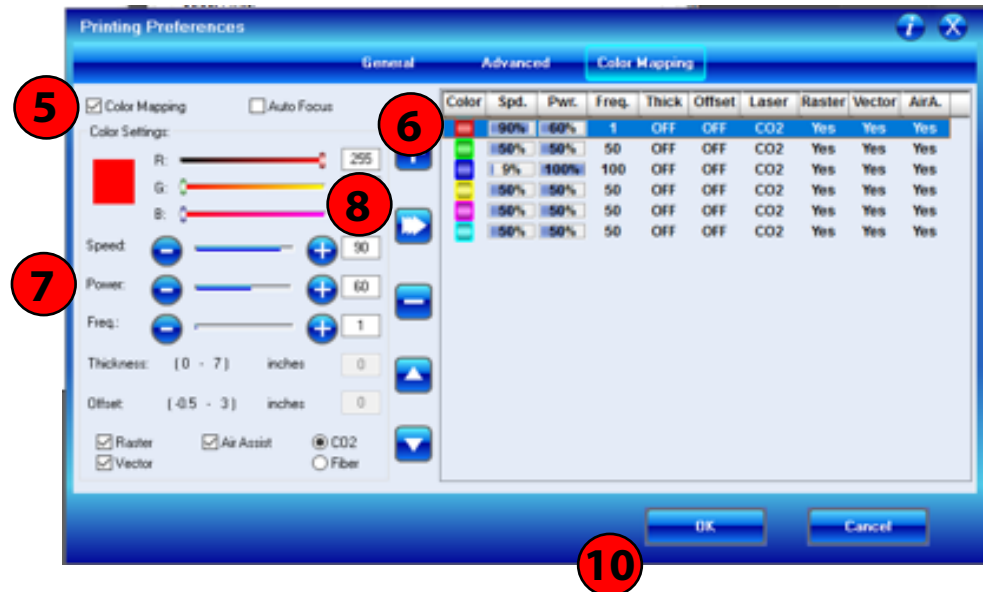 Printing Preferences
General Advanced Color Mapping
5 Color Mapping Auto Focus
Color Settings:
R: 255
G:
B:
8
Speed: 90
7 Power: 60
Freq.: 1
Thickness: (0 - 7) inches 0
Offset: (-0.5 - 3) inches 0
Raster Air Assist CO2
Vector Fiber
6
Color Spd. Pwr. Freq. Thick Offset Laser Raster Vector AirA.
90% 60% 1 OFF OFF CO2 Yes Yes Yes
50% 50% 50 OFF OFF CO2 Yes Yes Yes
9% 100% 100 OFF OFF CO2 Yes Yes Yes
50% 50% 50 OFF OFF CO2 Yes Yes Yes
50% 50% 50 OFF OFF CO2 Yes Yes Yes
50% 50% 50 OFF OFF CO2 Yes Yes Yes
OK Cancel
10